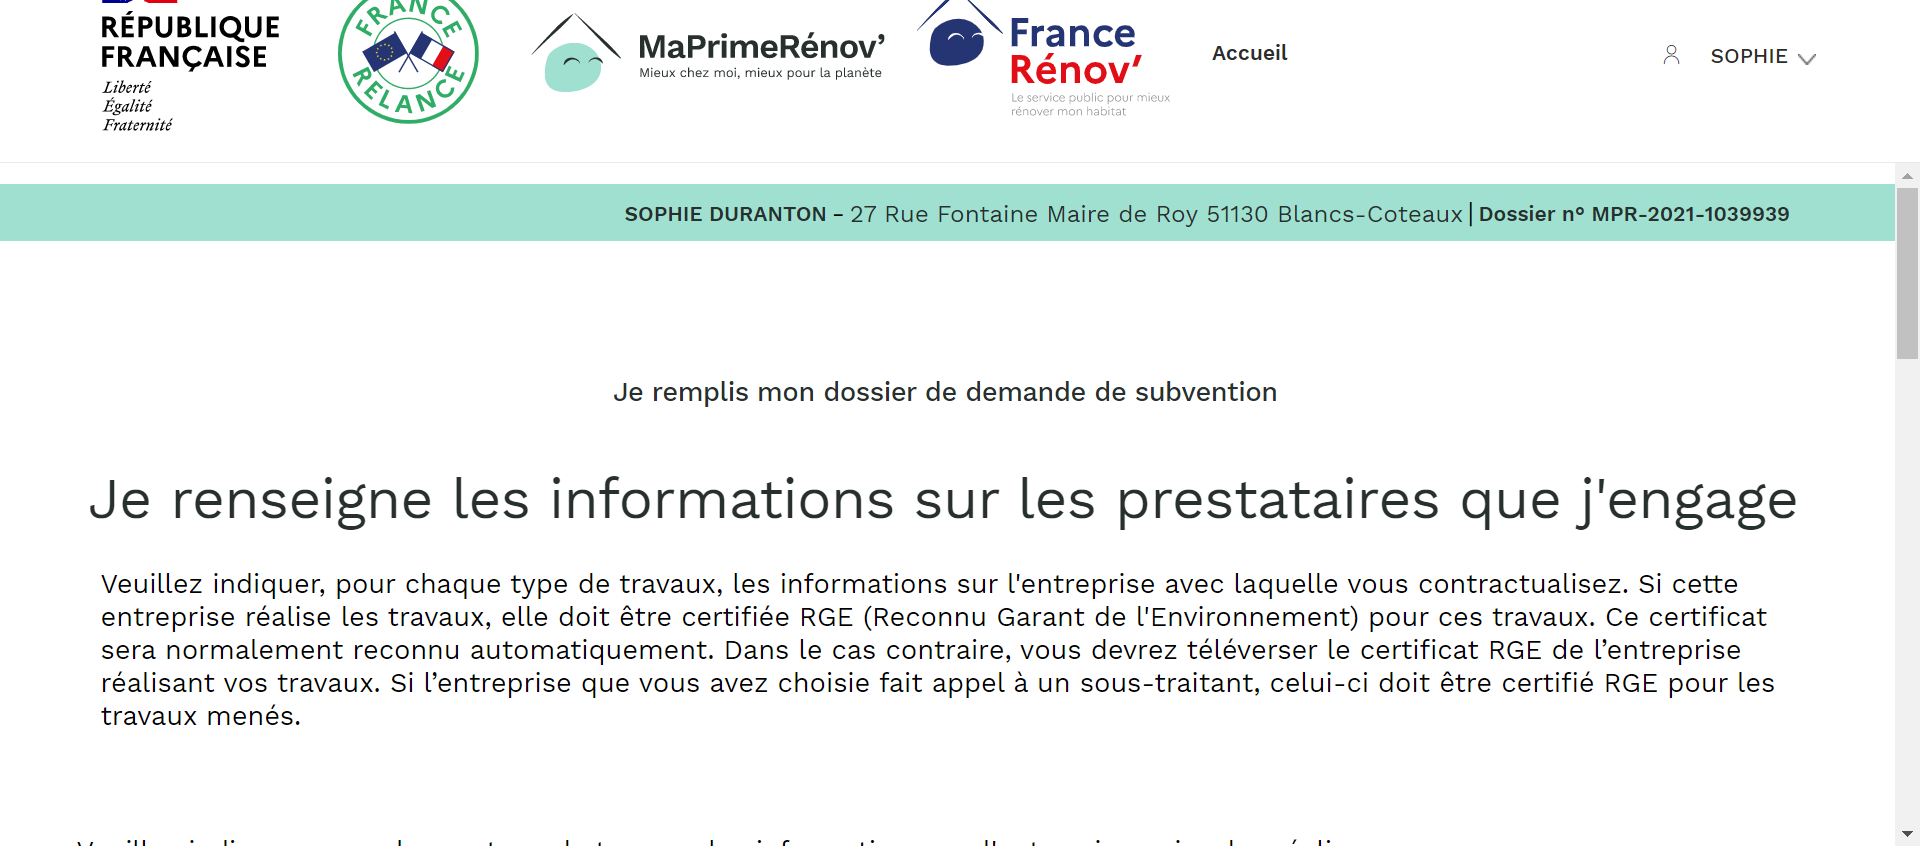 RÉPUBLIQUE
FRANÇAISE
Liberté
Égalité
Fraternité
FRANCE
RELANCE
MaPrimeRénov’
Mieux chez moi, mieux pour la planète
France
Rénov’
Le service public pour mieux
rénover mon habitat
Accueil
SOPHIE
SOPHIE DURANTON – 27 Rue Fontaine Maire de Roy 51130 Blancs-Coteaux | Dossier n° MPR-2021-1039939
Je remplis mon dossier de demande de subvention
Je renseigne les informations sur les prestataires que j'engage
Veuillez indiquer, pour chaque type de travaux, les informations sur l'entreprise avec laquelle vous contractualisez. Si cette
entreprise réalise les travaux, elle doit être certifiée RGE (Reconnu Garant de l'Environnement) pour ces travaux. Ce certificat
sera normalement reconnu automatiquement. Dans le cas contraire, vous devrez téléverser le certificat RGE de l’entreprise
réalisant vos travaux. Si l’entreprise que vous avez choisie fait appel à un sous-traitant, celui-ci doit être certifié RGE pour les
travaux menés.